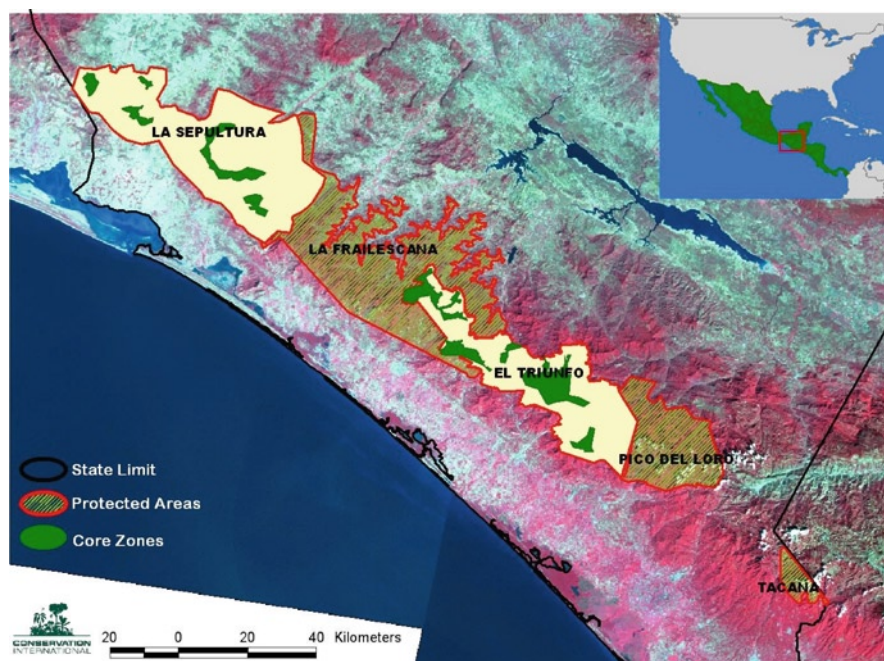 LA SEPULTURA
LA FRAILESCANA
EL TRIUNFO
PICO DEL LORO
TACANA
State Limit
Protected Areas
Core Zones
CONSERVATION
INTERNATIONAL
20 0 20 40 Kilometers